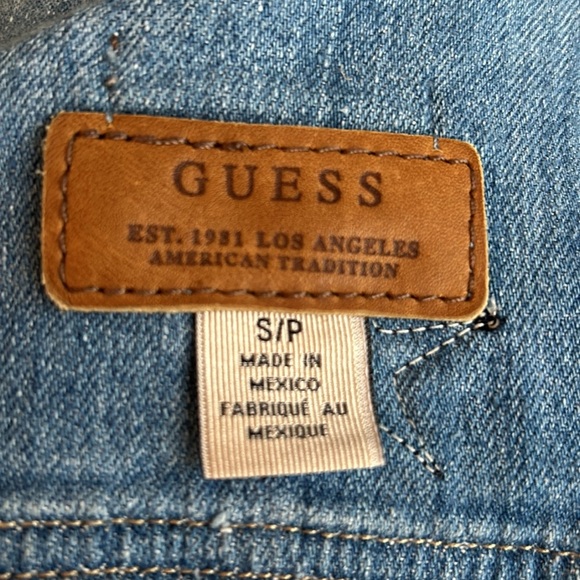 GUESS
EST. 1981 LOS ANGELES
AMERICAN TRADITION
S/P
MADE IN
MEXICO
FABRIQUÉ AU
MEXIQUE